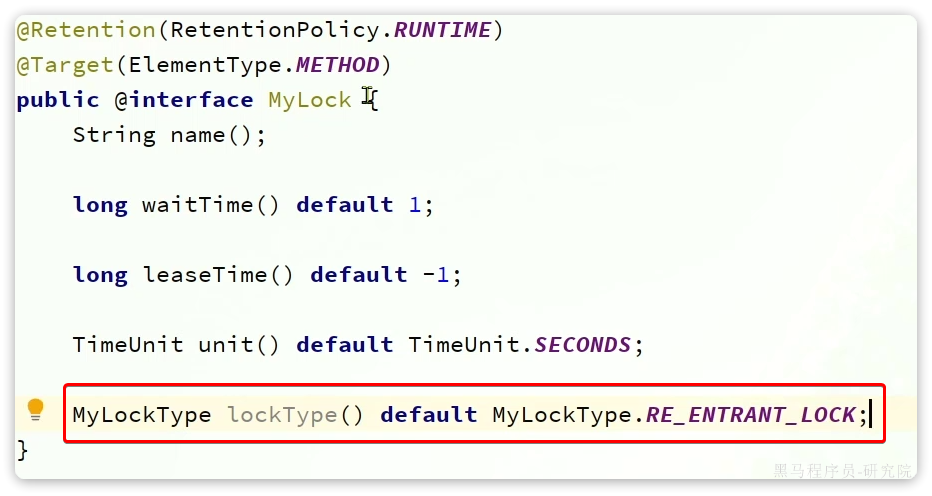 @Retention(RetentionPolicy.RUNTIME)
@Target(ElementType.METHOD)
public @interface MyLock {
    String name();
    long waitTime() default 1;
    long leaseTime() default -1;
    TimeUnit unit() default TimeUnit.SECONDS;
    MyLockType lockType() default MyLockType.RE_ENTRANT_LOCK;
}
黑马程序员-研究院